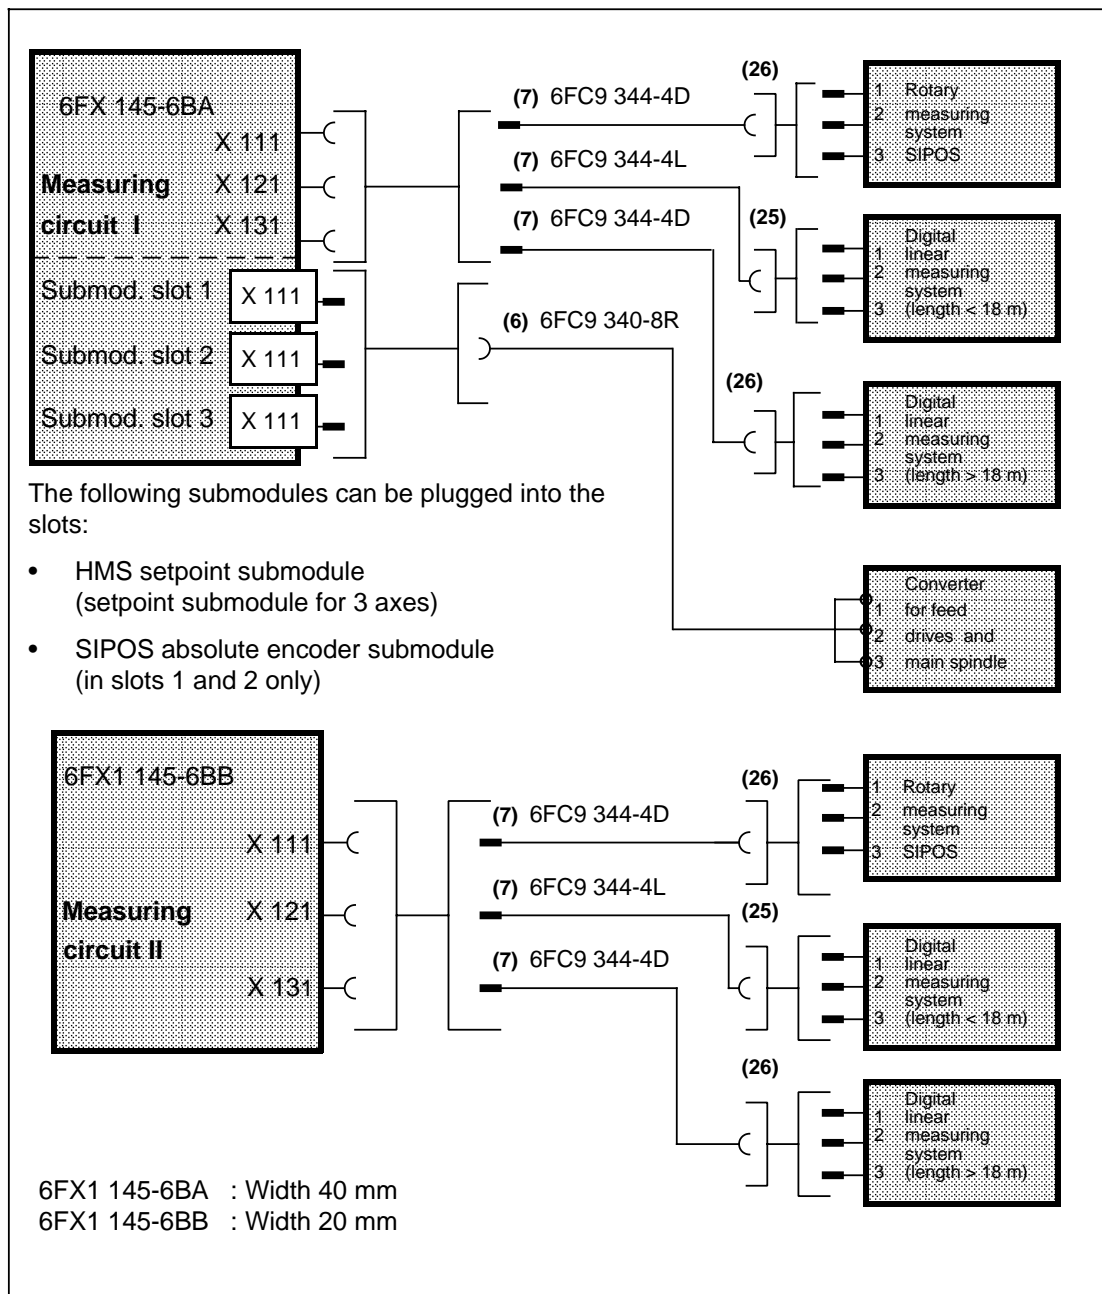 6FX 145-6BA
X 111
Measuring X 121
circuit I X 131
Submod. slot 1 X 111
Submod. slot 2 X 111
Submod. slot 3 X 111
(7) 6FC9 344-4D
(7) 6FC9 344-4L
(7) 6FC9 344-4D
(6) 6FC9 340-8R
(26)
1 Rotary
2 measuring
system
3 SIPOS
(25)
Digital
1 linear
2 measuring
system
3 (length < 18 m)
(26)
Digital
1 linear
2 measuring
system
3 (length > 18 m)
Converter
1 for feed
2 drives and
3 main spindle
The following submodules can be plugged into the
slots:
• HMS setpoint submodule
(setpoint submodule for 3 axes)
• SIPOS absolute encoder submodule
(in slots 1 and 2 only)
6FX1 145-6BB
X 111
Measuring X 121
circuit II
X 131
(7) 6FC9 344-4D
(7) 6FC9 344-4L
(7) 6FC9 344-4D
(26)
1 Rotary
2 measuring
system
3 SIPOS
(25)
Digital
1 linear
2 measuring
system
3 (length < 18 m)
(26)
Digital
1 linear
2 measuring
system
3 (length > 18 m)
6FX1 145-6BA : Width 40 mm
6FX1 145-6BB : Width 20 mm